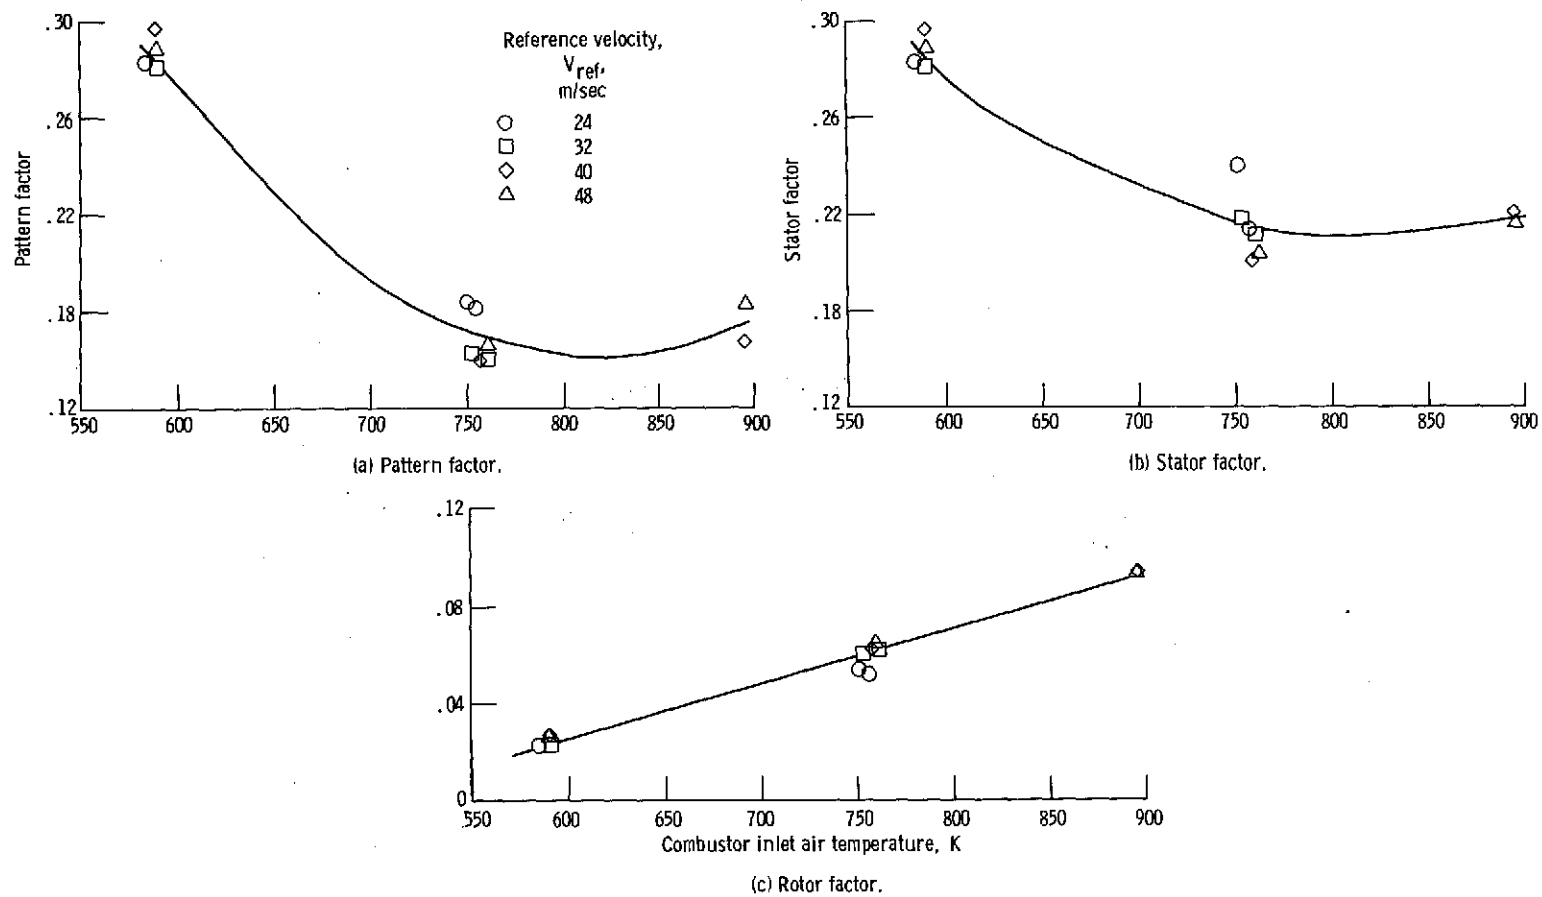 .30
.26
.22
.18
.12
Pattern factor
550 600 650 700 750 800 850 900
(a) Pattern factor.
Reference velocity,
Vref,
m/sec
24
32
40
48
.30
.26
.22
.18
.12
Stator factor
550 600 650 700 750 800 850 900
(b) Stator factor.
.12
.08
.04
0
550 600 650 700 750 800 850 900
Combustor inlet air temperature, K
(c) Rotor factor.